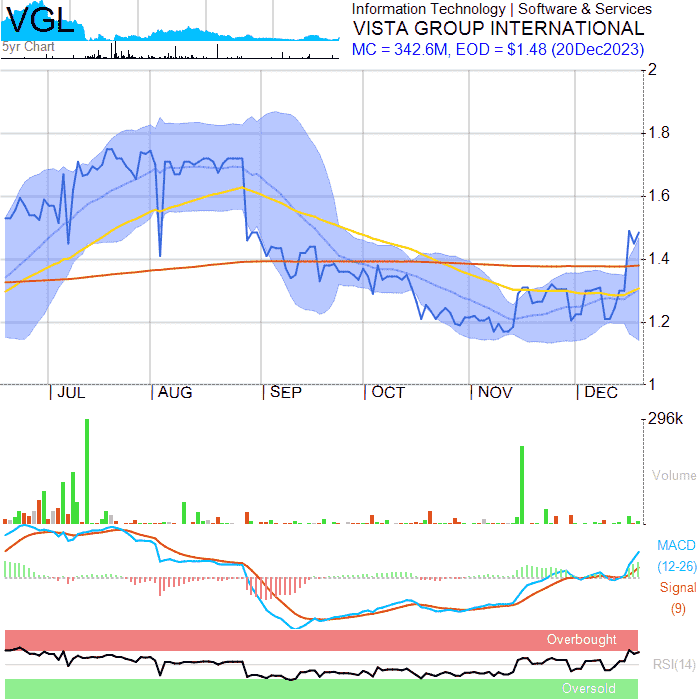 VGL
5yr Chart
Information Technology | Software & Services
VISTA GROUP INTERNATIONAL
MC = 342.6M, EOD = $1.48 (20Dec2023)
2
1.8
1.6
1.4
1.2
1
JUL
AUG
SEP
OCT
NOV
DEC
296k
Volume
MACD
(12-26)
Signal
(9)
Overbought
RSI(14)
Oversold